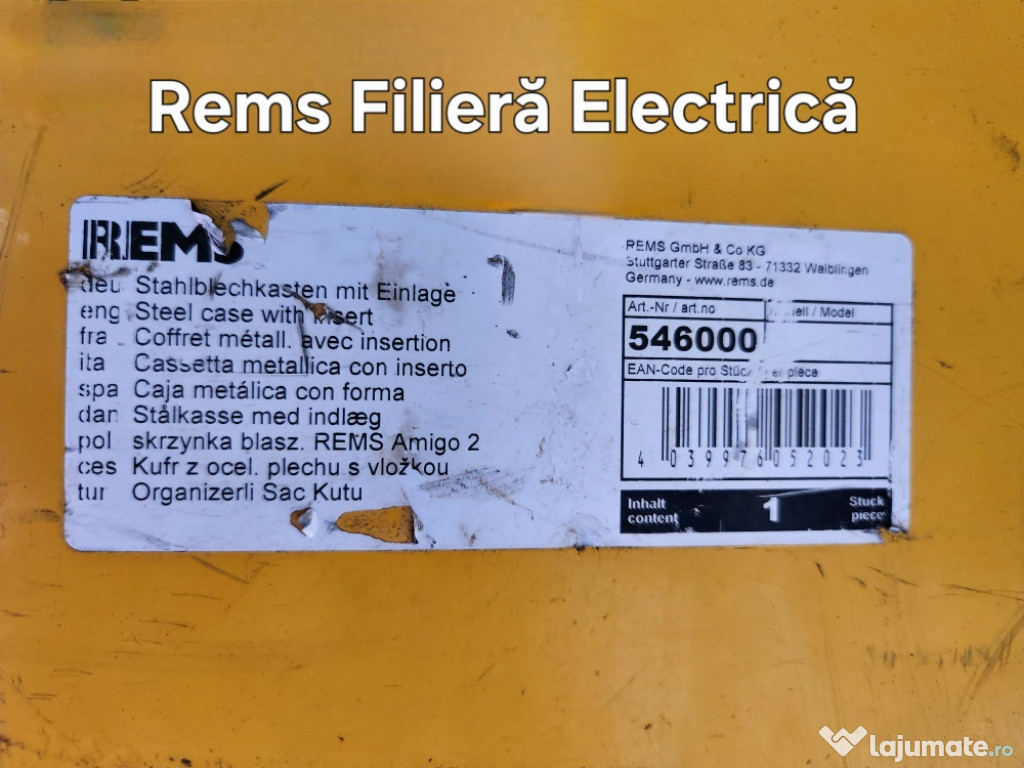 Rems Filieră Electrică
REMS
deu Stahlblechkasten mit Einlage
eng Steel case with insert
fra Coffret métall. avec insertion
ita Cassetta metallica con inserto
spa Caja metálica con forma
dan Stålkasse med indlæg
pol skrzynka blasz. REMS Amigo 2
ces Kufr z ocel. plechu s vložkou
tur Organizerli Sac Kutu
REMS GmbH & Co KG
Stuttgarter Straße 83 - 71332 Waiblingen
Germany - www.rems.de
Art.-Nr / art.no
/ Model
546000
EAN-Code pro Stück piece
4 039976 052023
Inhalt 1 Stück
content piece
lajumate.ro